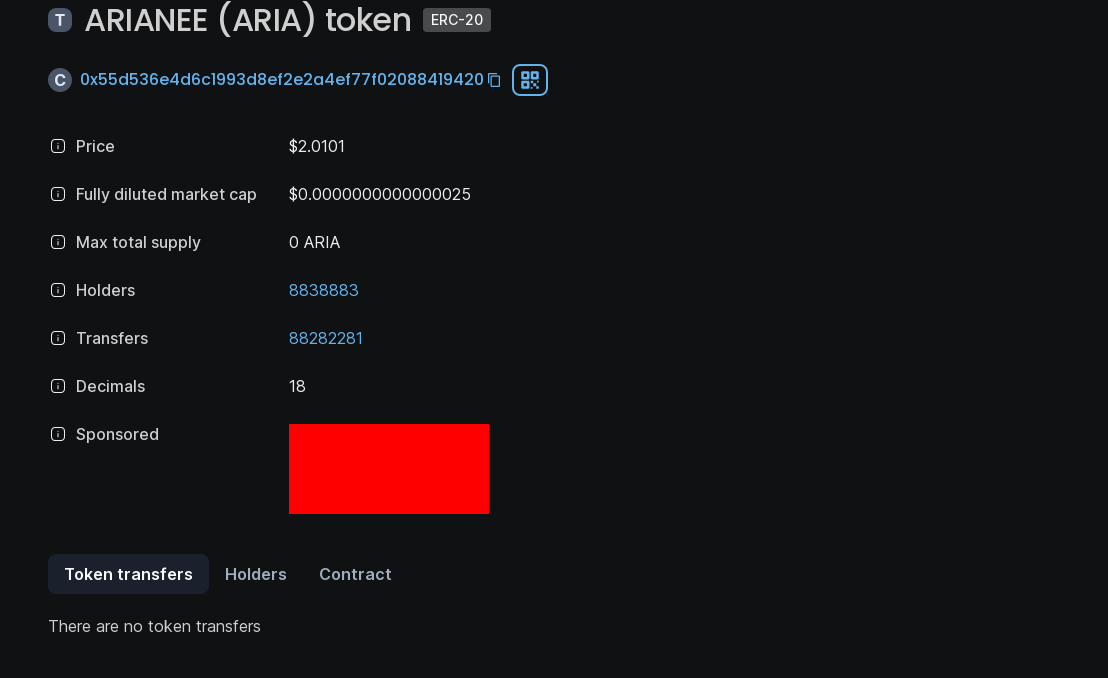 T ARIANEE (ARIA) token ERC-20
C 0x55d536e4d6c1993d8ef2e2a4ef77f02088419420
Price $2.0101
Fully diluted market cap $0.0000000000000025
Max total supply 0 ARIA
Holders 8838883
Transfers 88282281
Decimals 18
Sponsored
Token transfers Holders Contract
There are no token transfers